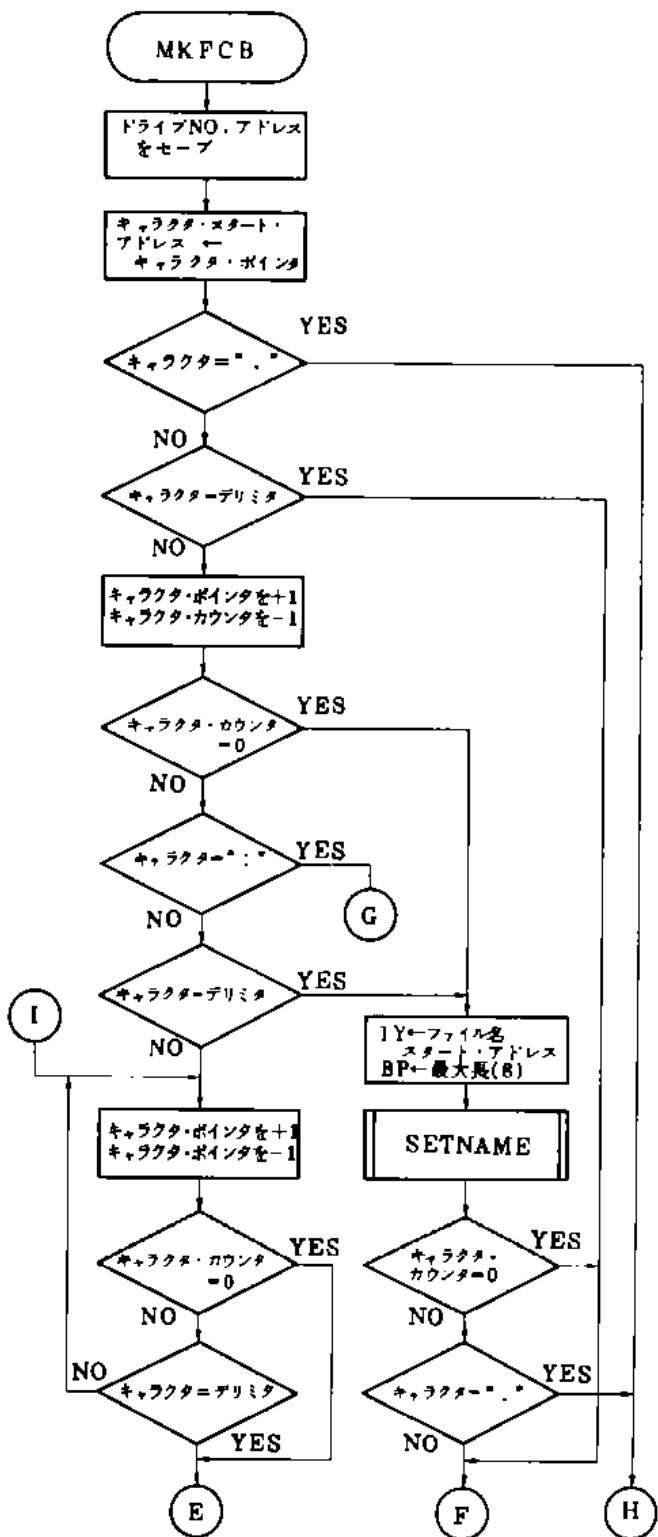 MKFCB
ドライブNO.アドレス
をセーブ
キャラクタ・スタート・
アドレス ←
キャラクタ・ポインタ
YES
キャラクタ="."
NO
YES
キャラクタ=デリミタ
NO
キャラクタ・ポインタを+1
キャラクタ・カウンタを-1
YES
キャラクタ・カウンタ
=0
NO
キャラクタ=":"
YES
G
NO
キャラクタ=デリミタ
YES
I
NO
IY←ファイル名
スタート・アドレス
BP←最大長(8)
キャラクタ・ポインタを+1
キャラクタ・ポインタを-1
SETNAME
キャラクタ・カウンタ
=0
YES
キャラクタ・
カウンタ=0
YES
NO
NO
NO
キャラクタ=デリミタ
YES
キャラクタ="."
YES
NO
E
F
H